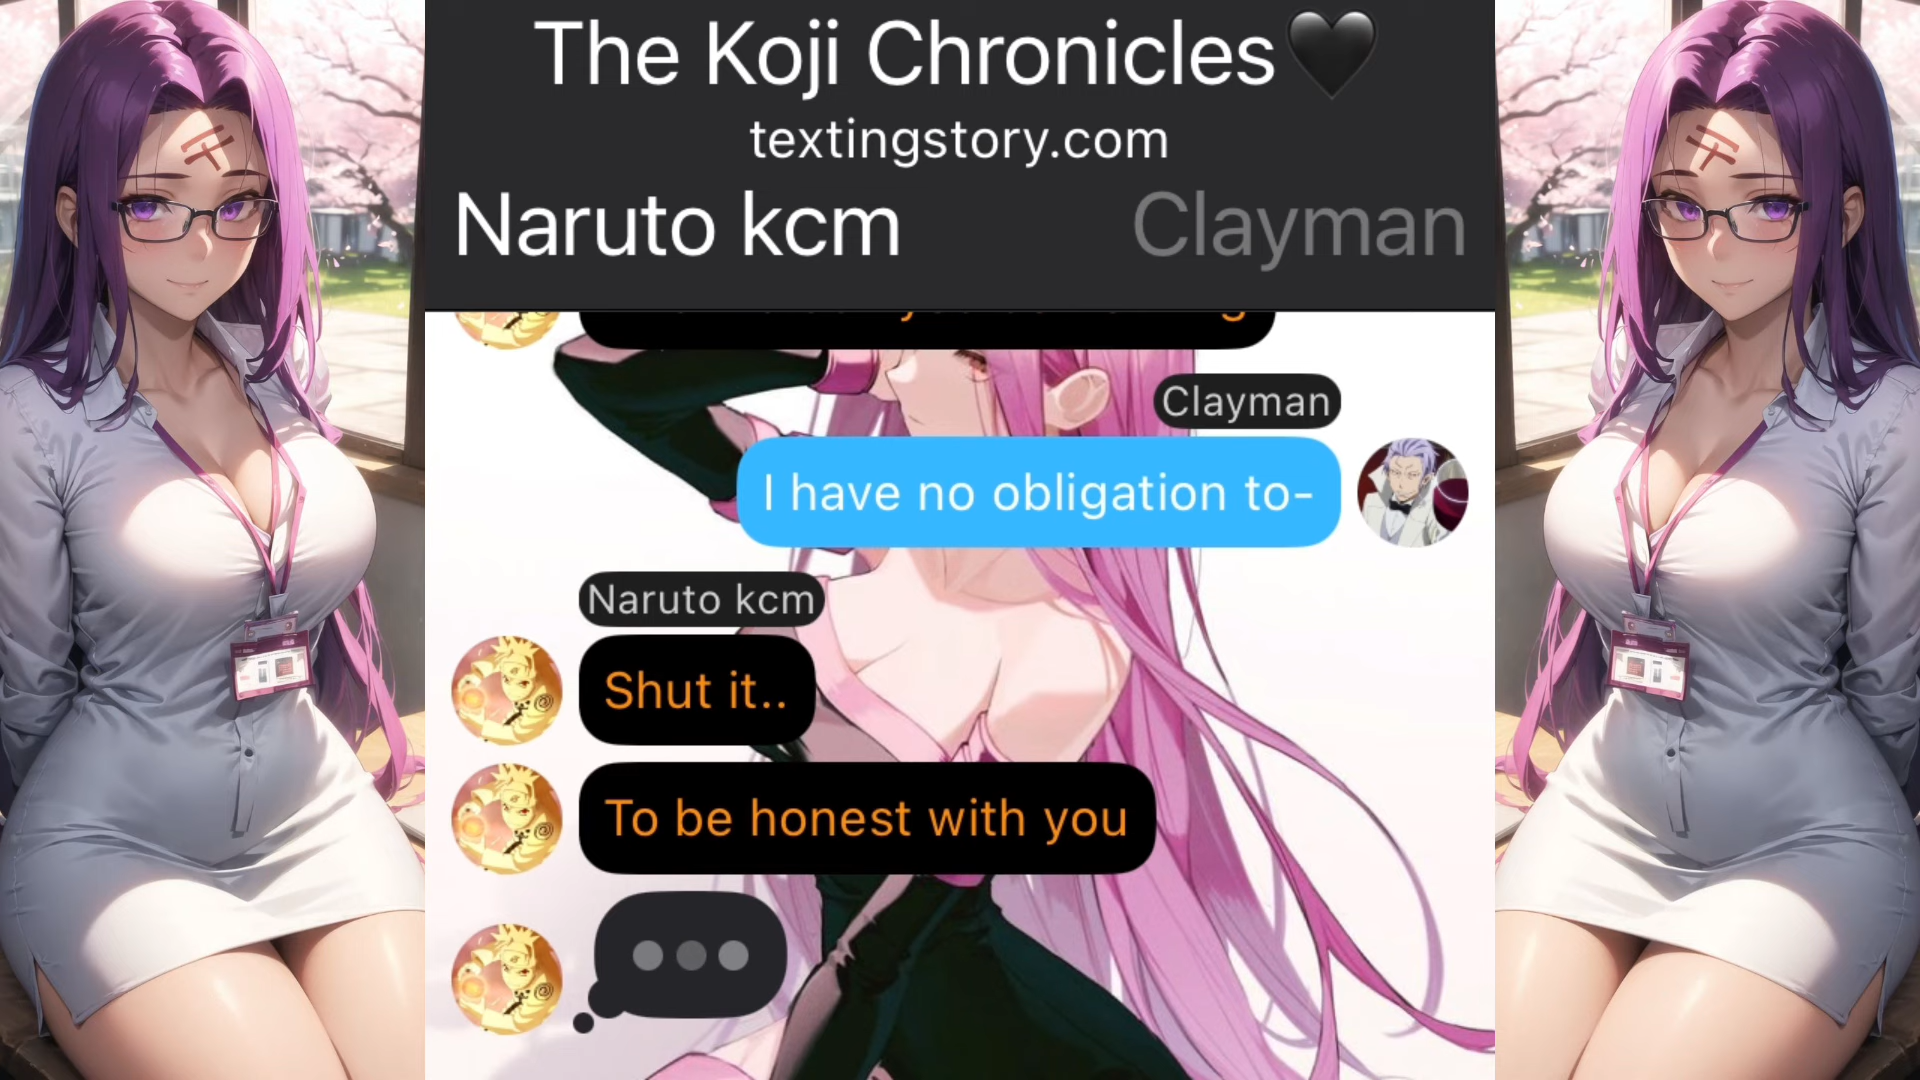 The Koji Chronicles🖤
textingstory.com
Naruto kcm
Clayman
Clayman
I have no obligation to-
Naruto kcm
Shut it..
To be honest with you